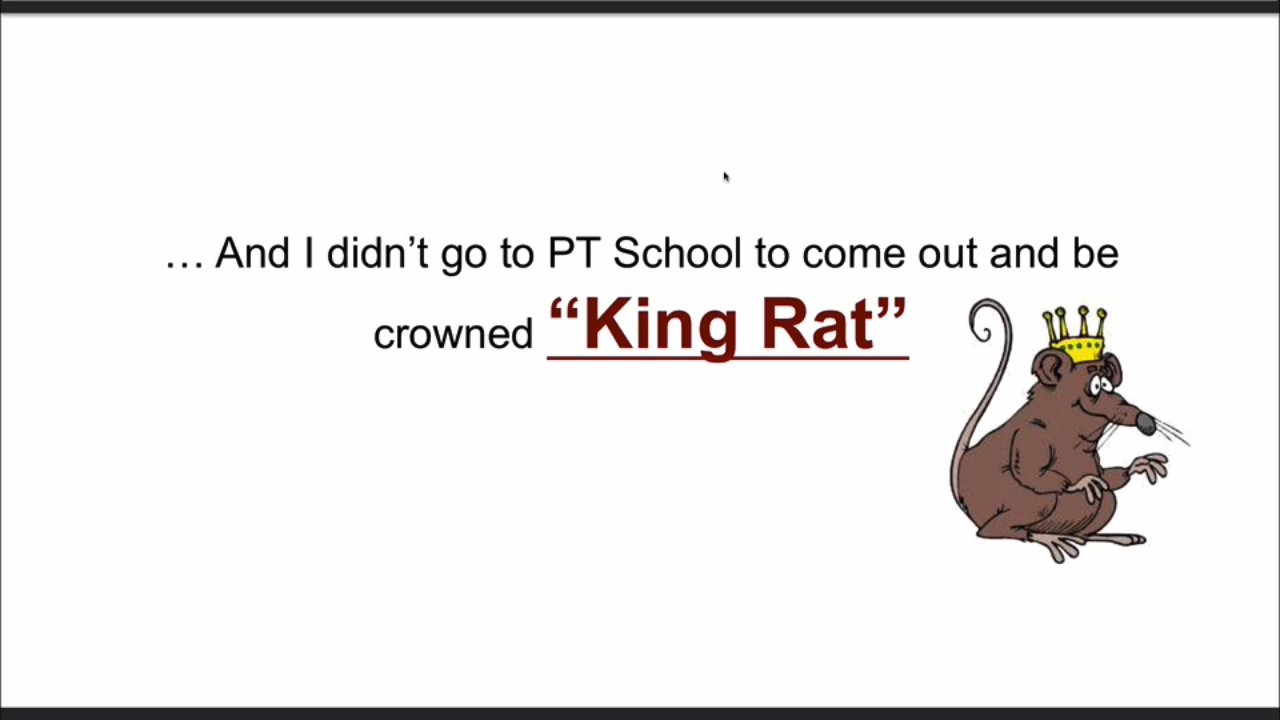 … And I didn’t go to PT School to come out and be
crowned “King Rat”